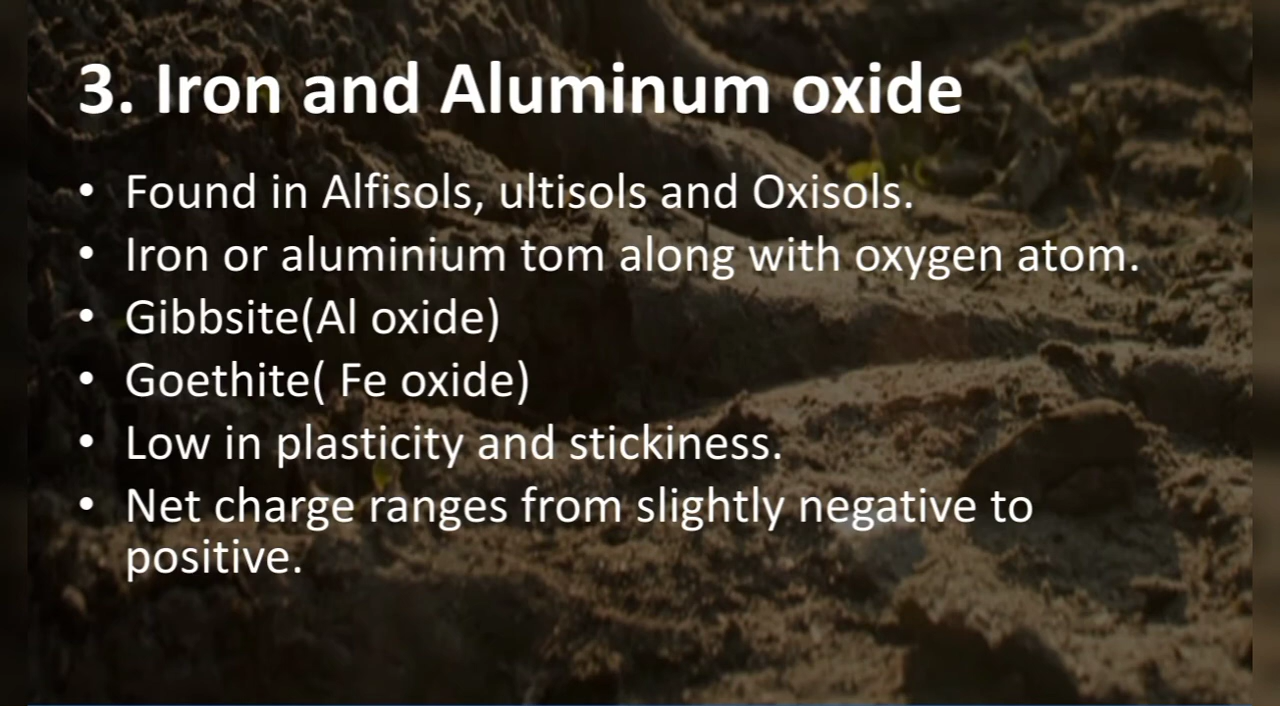 3. Iron and Aluminum oxide
• Found in Alfisols, ultisols and Oxisols.
• Iron or aluminium tom along with oxygen atom.
• Gibbsite(Al oxide)
• Goethite( Fe oxide)
• Low in plasticity and stickiness.
• Net charge ranges from slightly negative to
positive.